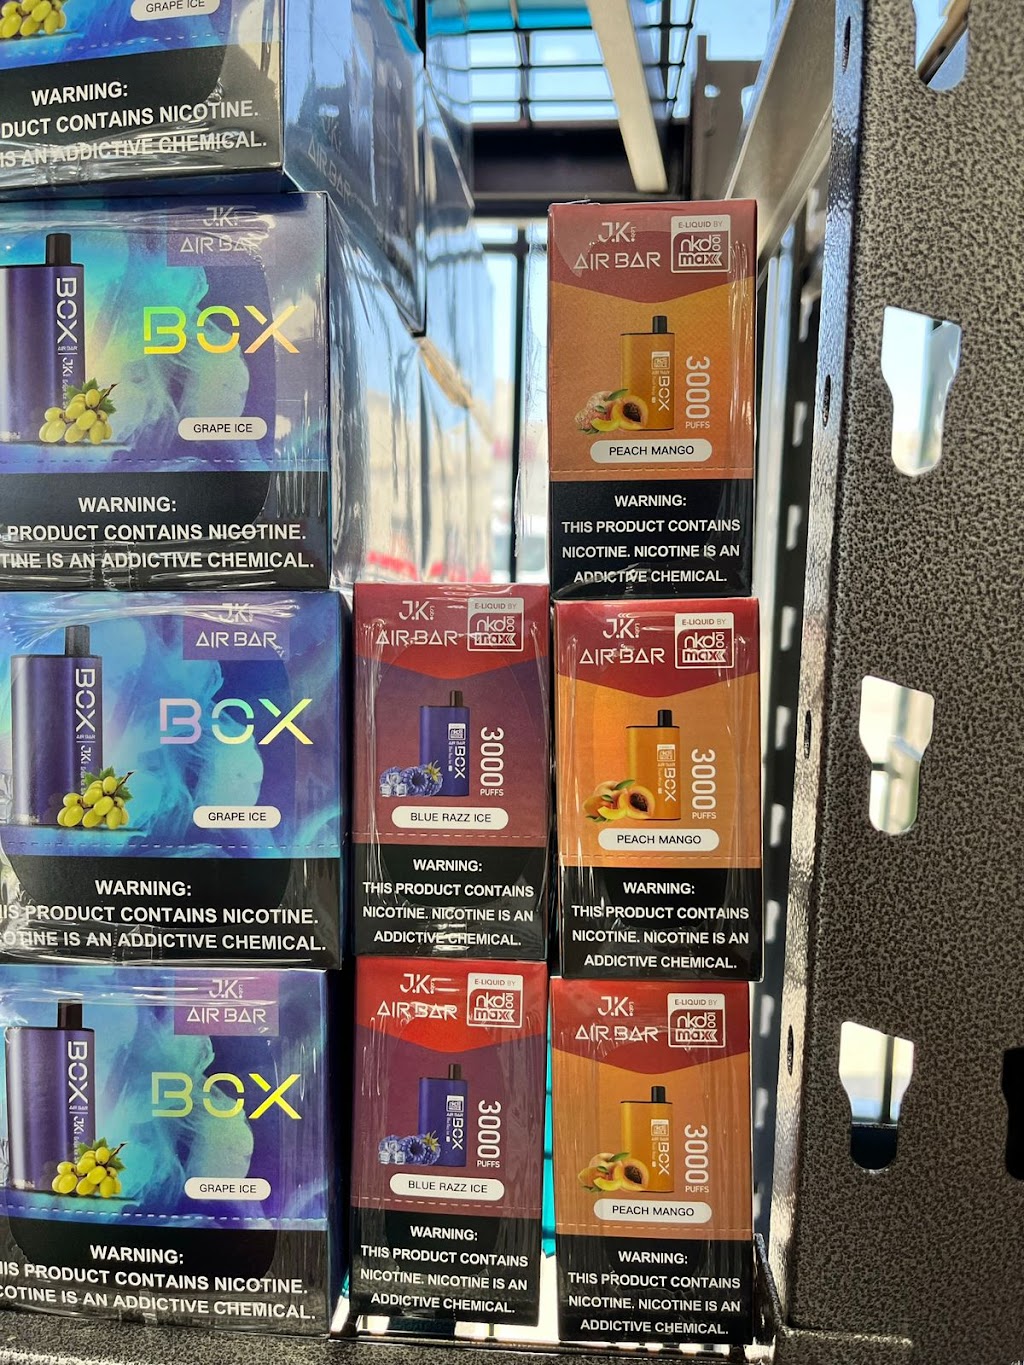 GRAPE ICE
WARNING:
DUCT CONTAINS NICOTINE.
IS AN ADDICTIVE CHEMICAL.
AIR BAR
J.K.
AIR BAR
BOX
BOX
GRAPE ICE
WARNING:
PRODUCT CONTAINS NICOTINE.
TINE IS AN ADDICTIVE CHEMICAL.
J.K.
AIR BAR
BOX
BOX
GRAPE ICE
WARNING:
IS PRODUCT CONTAINS NICOTINE.
COTINE IS AN ADDICTIVE CHEMICAL.
J.K.
AIR BAR
BOX
BOX
GRAPE ICE
WARNING:
IS PRODUCT CONTAINS NICOTINE.
COTINE IS AN ADDICTIVE CHEMICAL.
J.K.
AIR BAR
E-LIQUID BY
nkd 100
max
BOX
3000
PUFFS
BLUE RAZZ ICE
WARNING:
THIS PRODUCT CONTAINS
NICOTINE. NICOTINE IS AN
ADDICTIVE CHEMICAL.
J.K.
AIR BAR
E-LIQUID BY
nkd 100
max
BOX
3000
PUFFS
BLUE RAZZ ICE
WARNING:
THIS PRODUCT CONTAINS
NICOTINE. NICOTINE IS AN
ADDICTIVE CHEMICAL.
J.K.
AIR BAR
E-LIQUID BY
nkd 100
max
BOX
3000
PUFFS
PEACH MANGO
WARNING:
THIS PRODUCT CONTAINS
NICOTINE. NICOTINE IS AN
ADDICTIVE CHEMICAL.
J.K.
AIR BAR
E-LIQUID BY
nkd 100
max
BOX
3000
PUFFS
PEACH MANGO
WARNING:
THIS PRODUCT CONTAINS
NICOTINE. NICOTINE IS AN
ADDICTIVE CHEMICAL.
J.K.
AIR BAR
E-LIQUID BY
nkd 100
max
BOX
3000
PUFFS
PEACH MANGO
WARNING:
THIS PRODUCT CONTAINS
NICOTINE. NICOTINE IS AN
ADDICTIVE CHEMICAL.